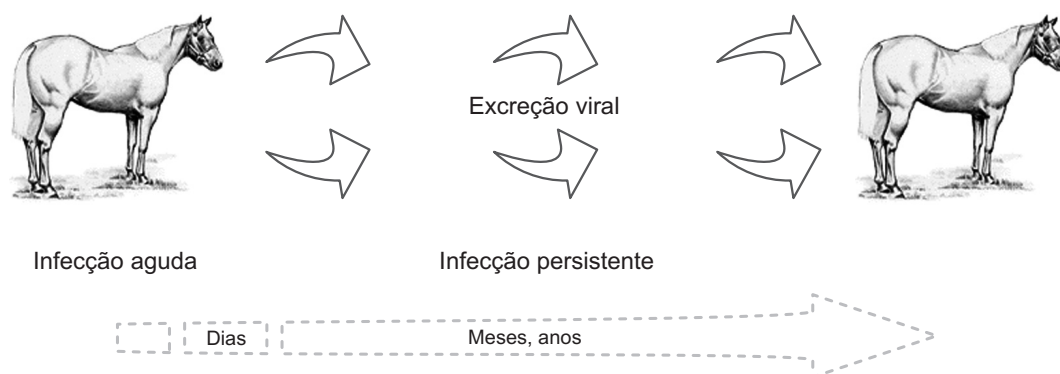 Excreção viral
Infecção aguda
Infecção persistente
Dias
Meses, anos